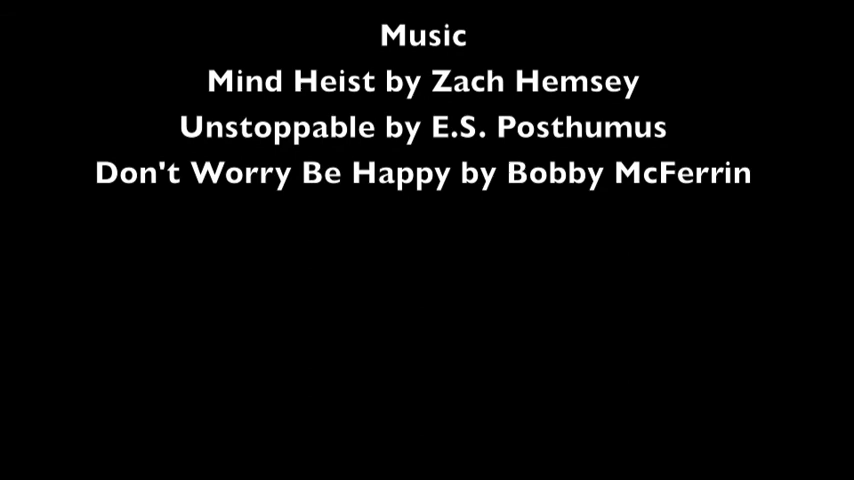 Music
Mind Heist by Zach Hemsey
Unstoppable by E.S. Posthumus
Don't Worry Be Happy by Bobby McFerrin